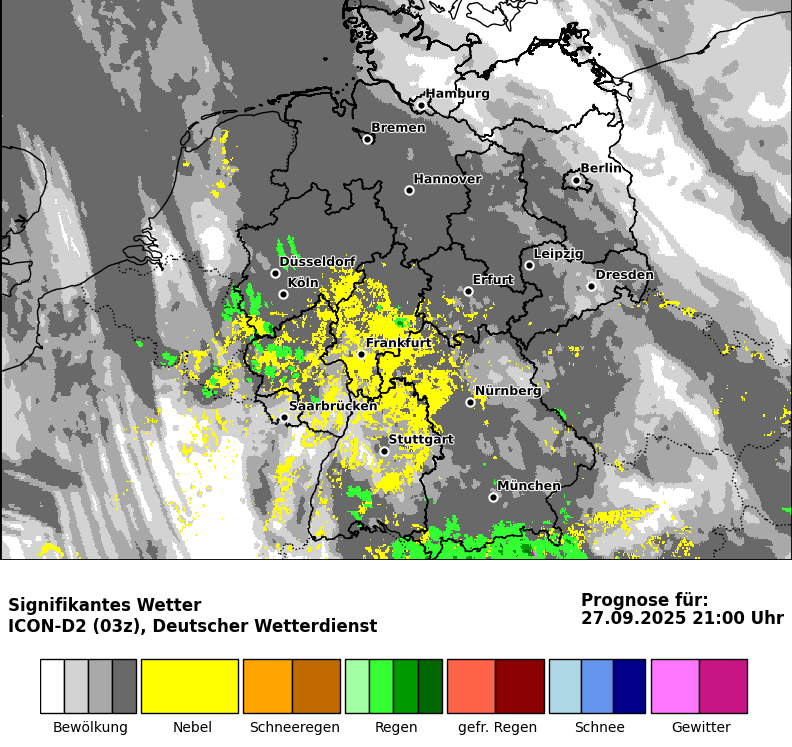 Hamburg
Bremen
Berlin
Hannover
Leipzig
Düsseldorf
Dresden
Köln
Erfurt
Frankfurt
Nürnberg
Saarbrücken
Stuttgart
München
Signifikantes Wetter
ICON-D2 (03z), Deutscher Wetterdienst
Prognose für:
27.09.2025 21:00 Uhr
Bewölkung
Nebel
Schneeregen
Regen
gefr. Regen
Schnee
Gewitter